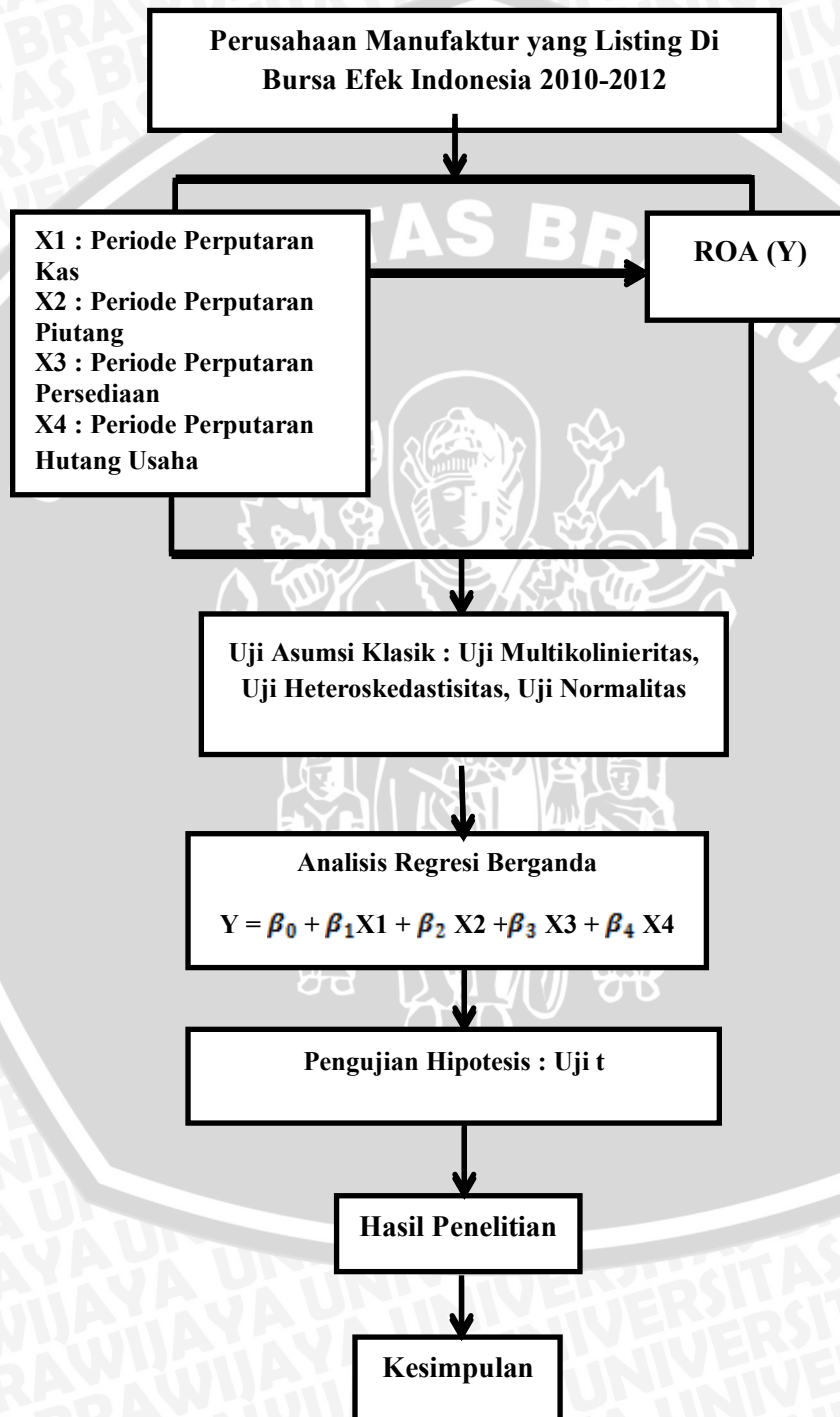 Perusahaan Manufaktur yang Listing Di
Bursa Efek Indonesia 2010-2012
X1 : Periode Perputaran
Kas
X2 : Periode Perputaran
Piutang
X3 : Periode Perputaran
Persediaan
X4 : Periode Perputaran
Hutang Usaha
ROA (Y)
Uji Asumsi Klasik : Uji Multikolinieritas,
Uji Heteroskedastisitas, Uji Normalitas
Analisis Regresi Berganda
Y = β₀ + β₁X1 + β₂ X2 +β₃ X3 + β₄ X4
Pengujian Hipotesis : Uji t
Hasil Penelitian
Kesimpulan